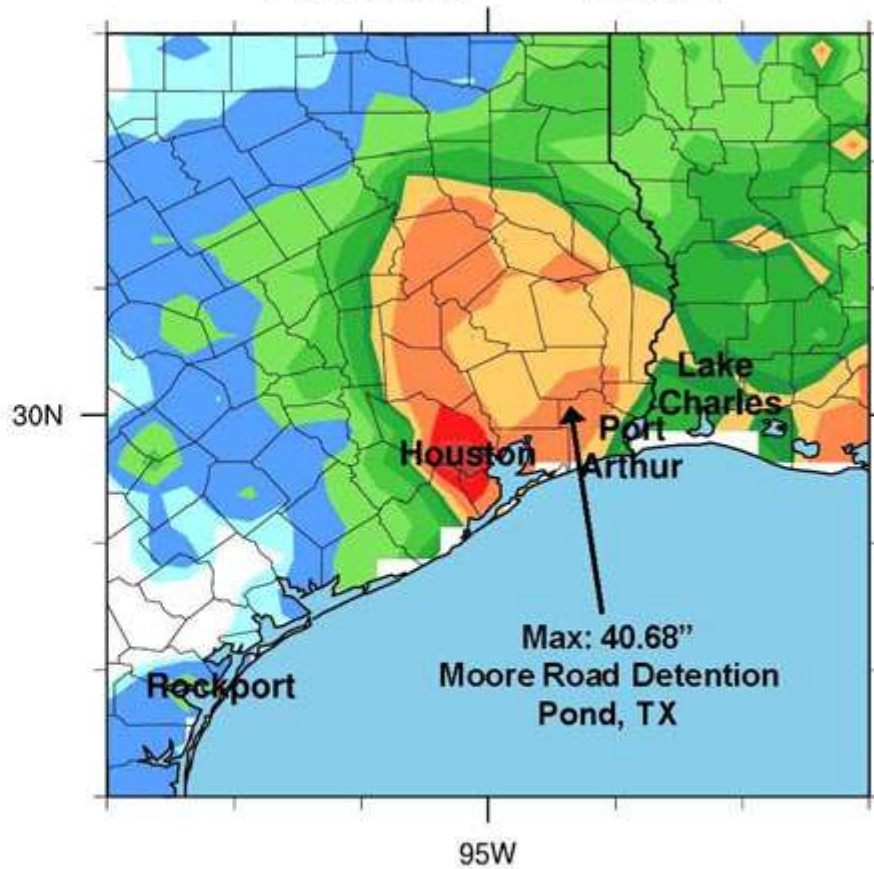 Lake
Charles
30N
Port
Houston
Arthur
Max: 40.68”
Moore Road Detention
Pond, TX
Rockport
95W